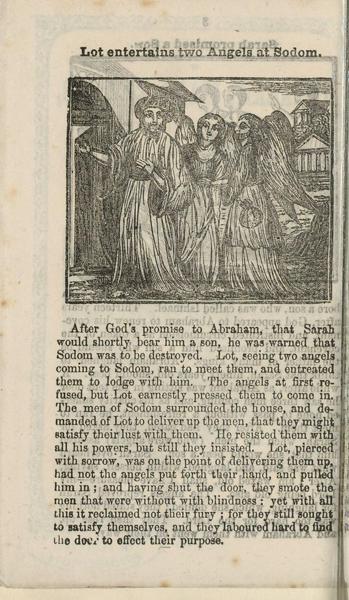 Lot entertains two Angels at Sodom.
After God's promise to Abraham, that Sarah
would shortly bear him a son, he was warned that
Sodom was to be destroyed. Lot, seeing two angels
coming to Sodom, ran to meet them, and entreated
them to lodge with him. The angels at first re-
fused, but Lot earnestly pressed them to come in.
The men of Sodom surrounded the house, and de-
manded of Lot to deliver up the men, that they might
satisfy their lust with them. He resisted them with
all his powers, but still they insisted. Lot, pierced
with sorrow, was on the point of delivering them up,
had not the angels put forth their hand, and pulled
him in; and having shut the door, they smote the
men that were without with blindness; yet with all
this it reclaimed not their fury; for they still sought
to satisfy themselves, and they laboured hard to find
the door to effect their purpose.